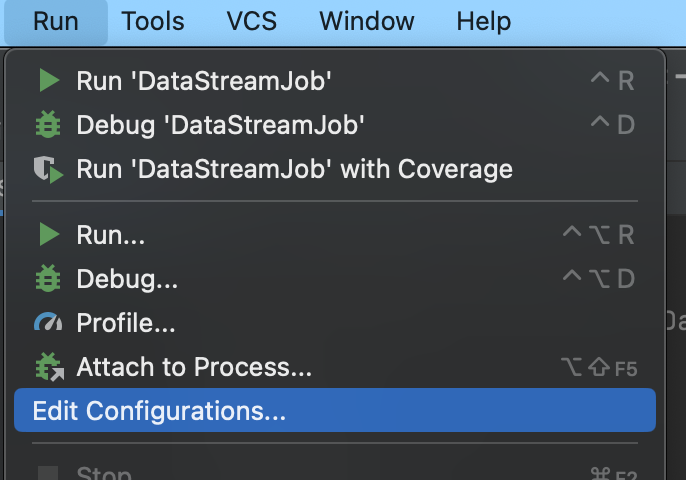 Run Tools VCS Window Help
Run 'DataStreamJob' ^ R
Debug 'DataStreamJob' ^ D
Run 'DataStreamJob' with Coverage
Run... ^ ⌥ R
Debug... ^ ⌥ D
Profile...
Attach to Process... ⌥ ⇧ F5
Edit Configurations...
Stop ⌘ F2